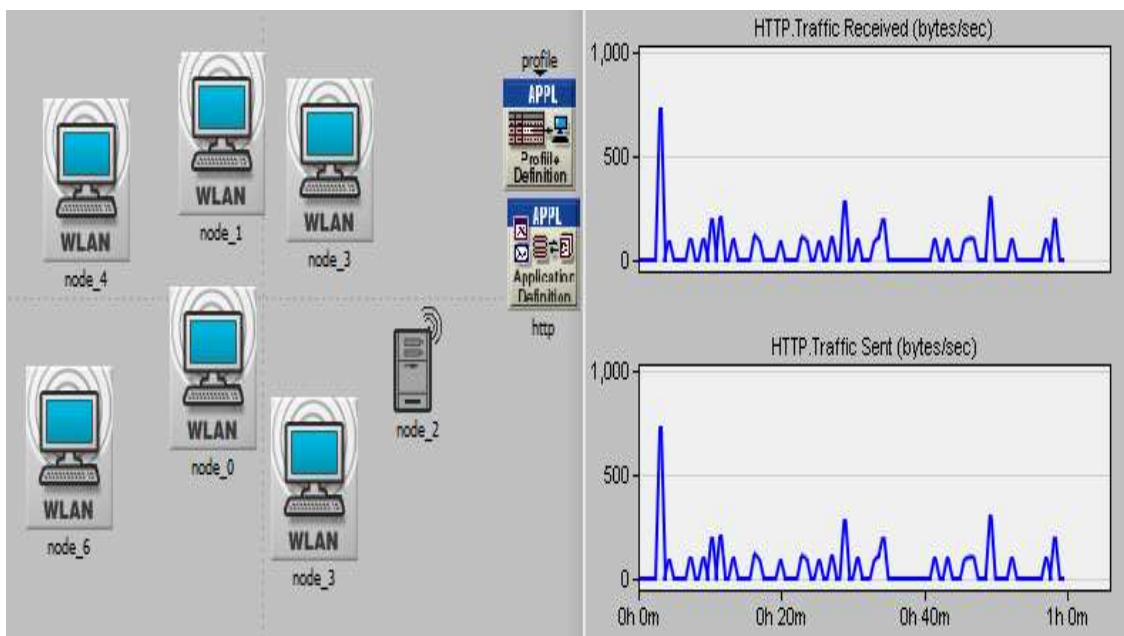 WLAN
node_4
WLAN
node_1
WLAN
node_3
profile
APPL
Profile
Definition
APPL
Application
Definition
http
WLAN
node_6
WLAN
node_0
WLAN
node_3
node_2
HTTP.Traffic Received (bytes/sec)
1,000
500
0
HTTP.Traffic Sent (bytes/sec)
1,000
500
0
0h 0m 0h 20m 0h 40m 1h 0m